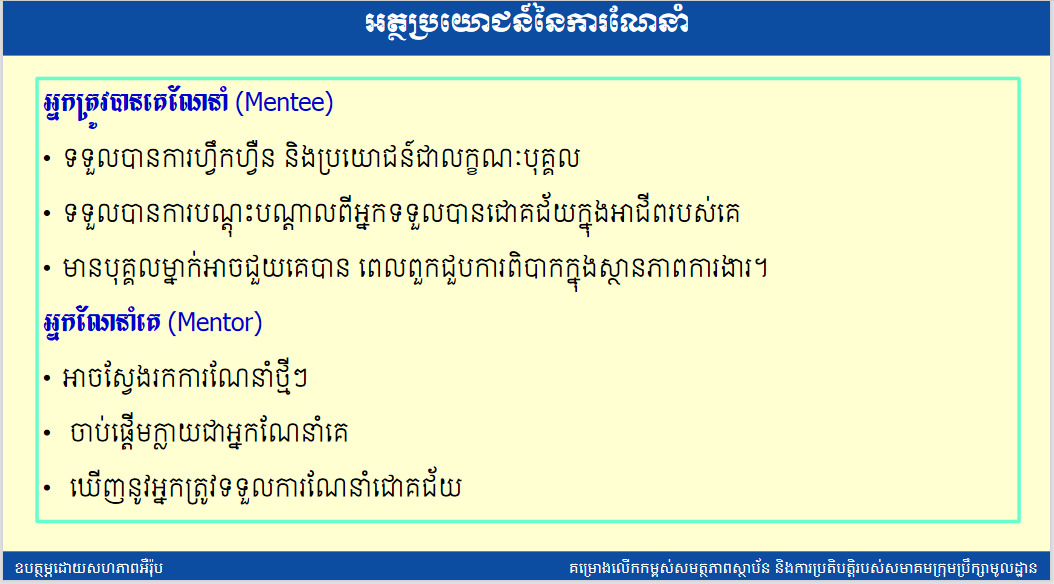 អត្ថប្រយោជន៍នៃការណែនាំ
អ្នកត្រូវបានគេណែនាំ (Mentee)
• ទទួលបានការហ្វឹកហ្វឺន និងប្រយោជន៍ជាលក្ខណៈបុគ្គល
• ទទួលបានការបណ្តុះបណ្តាលពីអ្នកទទួលបានជោគជ័យក្នុងអាជីពរបស់គេ
• មានបុគ្គលម្នាក់អាចជួយគេបាន ពេលពួកជួបការពិបាកក្នុងស្ថានភាពការងារ។
អ្នកណែនាំគេ (Mentor)
• អាចស្វែងរកការណែនាំថ្មីៗ
• ចាប់ផ្តើមក្លាយជាអ្នកណែនាំគេ
• ឃើញនូវអ្នកត្រូវទទួលការណែនាំជោគជ័យ
ឧបត្ថម្ភដោយសហភាពអឺរ៉ុប
គម្រោងលើកកម្ពស់សមត្ថភាពស្ថាប័ន និងការប្រតិបត្តិរបស់សមាគមក្រុមប្រឹក្សាមូលដ្ឋាន